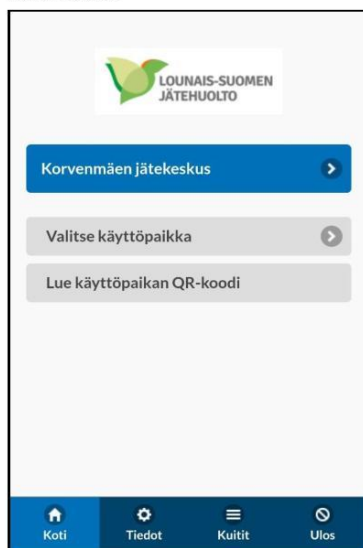 LOUNAIS-SUOMEN
JÄTEHUOLTO
Korvenmäen jätekeskus
Valitse käyttöpaikka
Lue käyttöpaikan QR-koodi
Koti Tiedot Kuitit Ulos